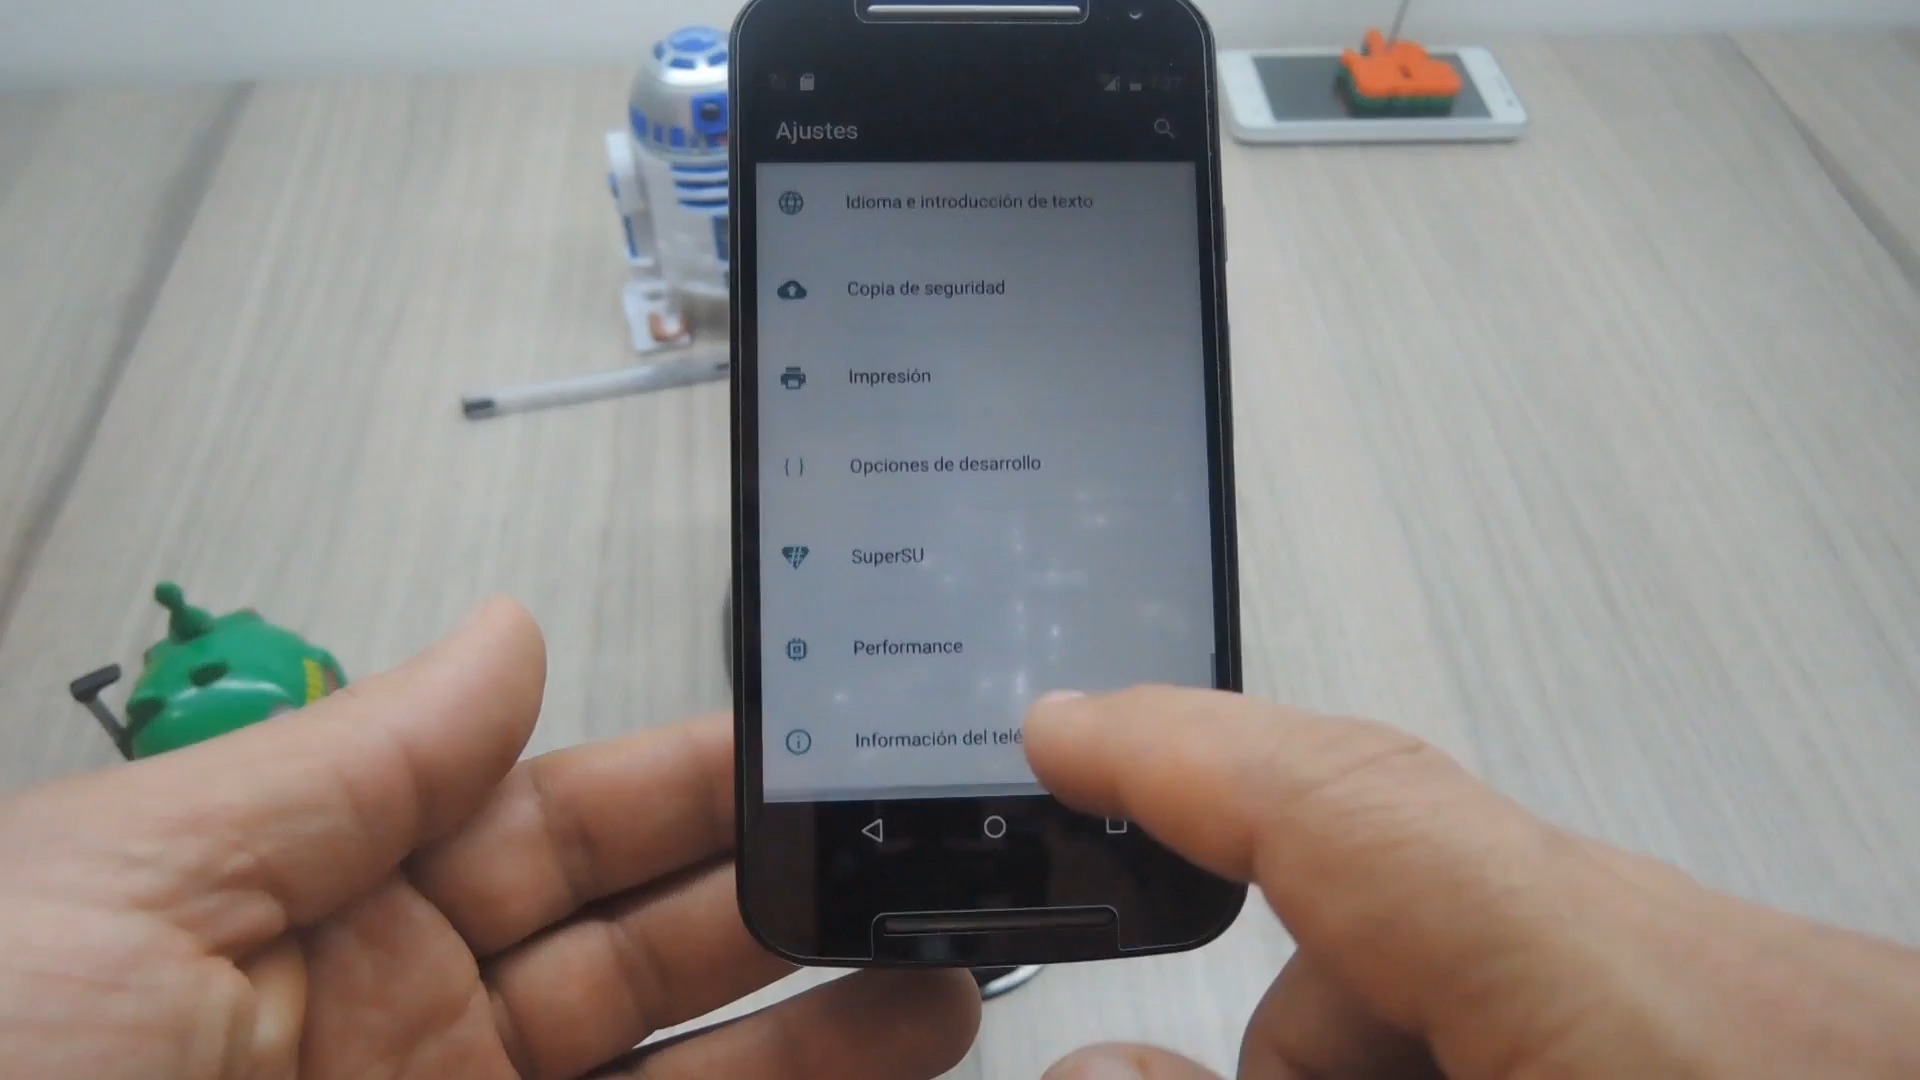 Ajustes
Idioma e introducción de texto
Copia de seguridad
Impresión
Opciones de desarrollo
SuperSU
Performance
Información del telé